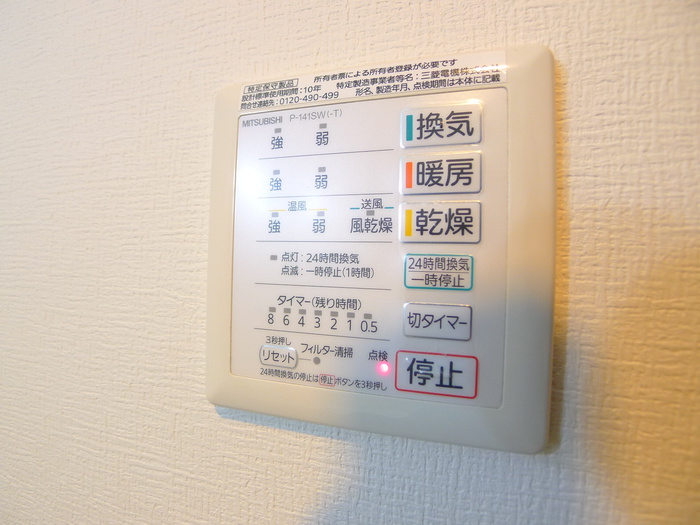 特定保守製品 所有者票による所有者登録が必要です
設計標準使用期間：10年 特定製造事業者等名：三菱電機株式会社
問合せ連絡先：0120-490-499 形名、製造年月、点検期間は本体に記載
MITSUBISHI P-141SW(-T)
強 弱 換気
強 弱 暖房
温風 送風
強 弱 風乾燥 乾燥
点灯：24時間換気
点滅：一時停止(1時間)
24時間換気
一時停止
タイマー(残り時間)
8 6 4 3 2 1 0.5
切タイマー
3秒押し
リセット フィルター清掃 点検
停止
24時間換気の停止は停止ボタンを3秒押し